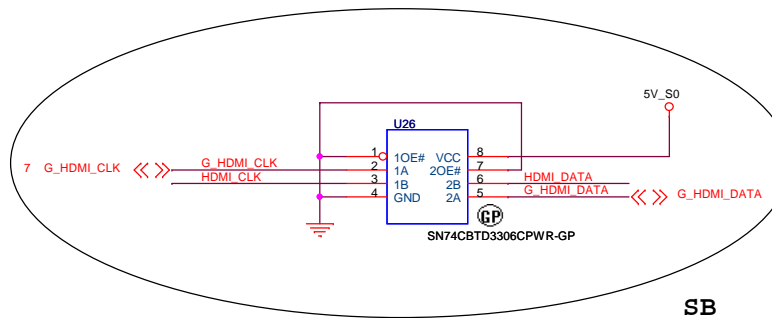 5V_S0
U26
1 1OE# VCC 8
7 G_HDMI_CLK G_HDMI_CLK 2 1A 2OE# 7
HDMI_CLK 3 1B 2B 6 HDMI_DATA
4 GND 2A 5 G_HDMI_DATA G_HDMI_DATA
GP
SN74CBTD3306CPWR-GP
SB